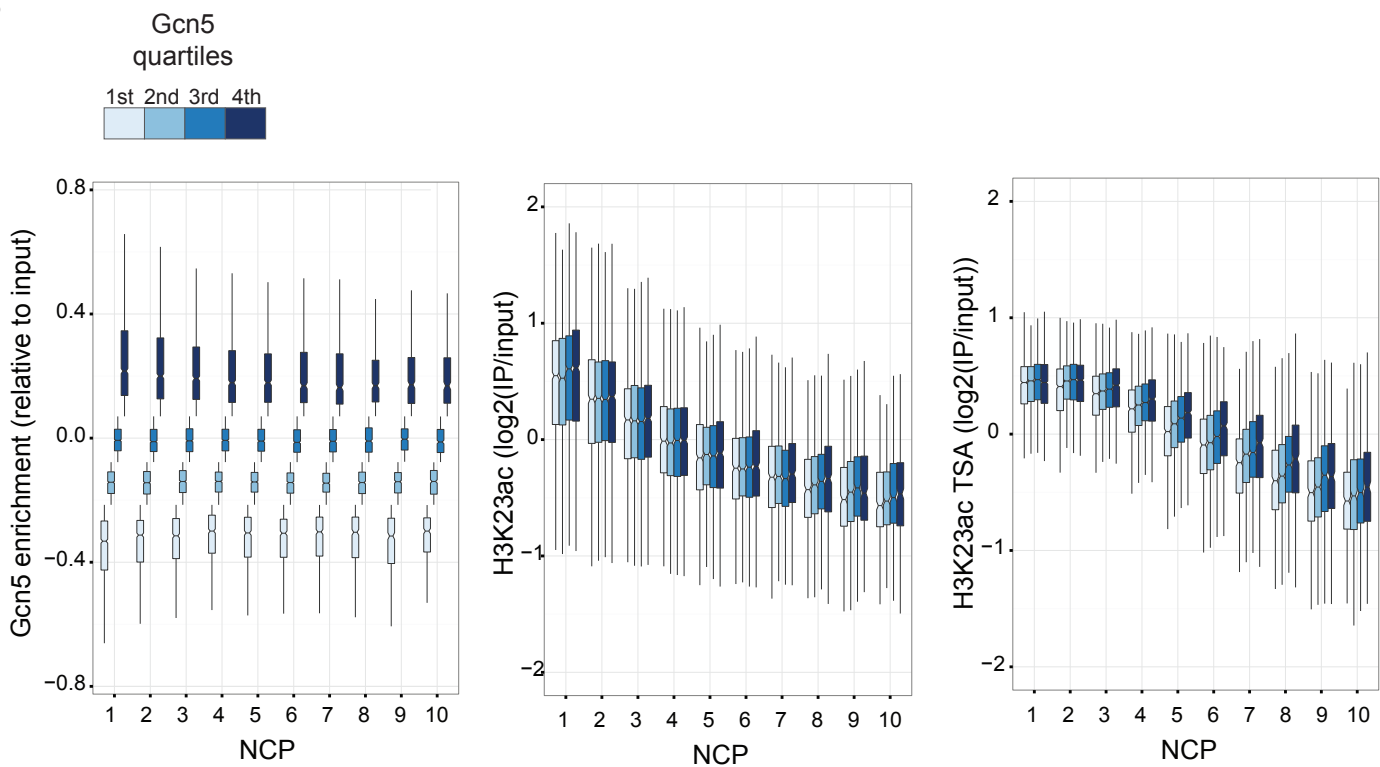 Gcn5
quartiles
1st 2nd 3rd 4th
Gcn5 enrichment (relative to input)
0.8
0.4
0.0
−0.4
−0.8
1 2 3 4 5 6 7 8 9 10
NCP
H3K23ac (log2(IP/input)
2
1
0
−1
−2
1 2 3 4 5 6 7 8 9 10
NCP
H3K23ac TSA (log2(IP/input))
2
1
0
−1
−2
1 2 3 4 5 6 7 8 9 10
NCP